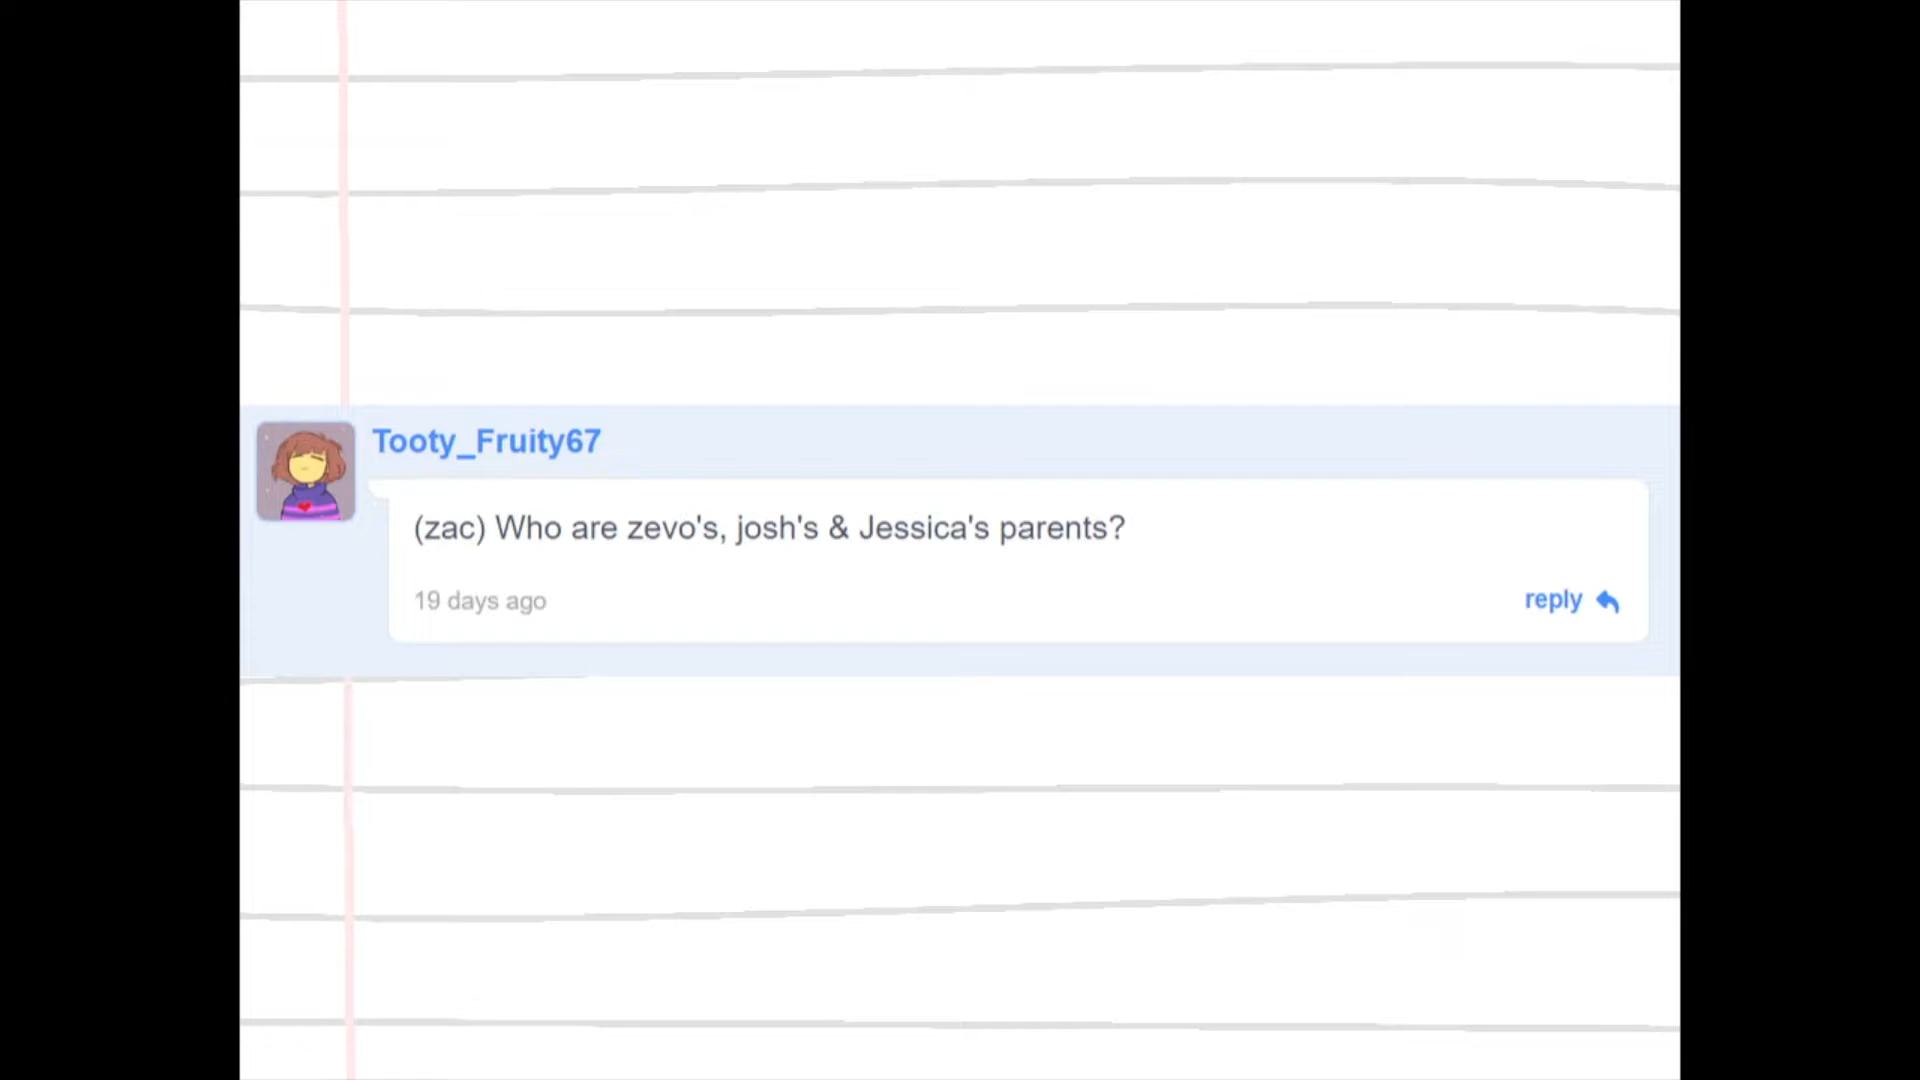 Tooty_Fruity67
(zac) Who are zevo's, josh's & Jessica's parents?
19 days ago
reply